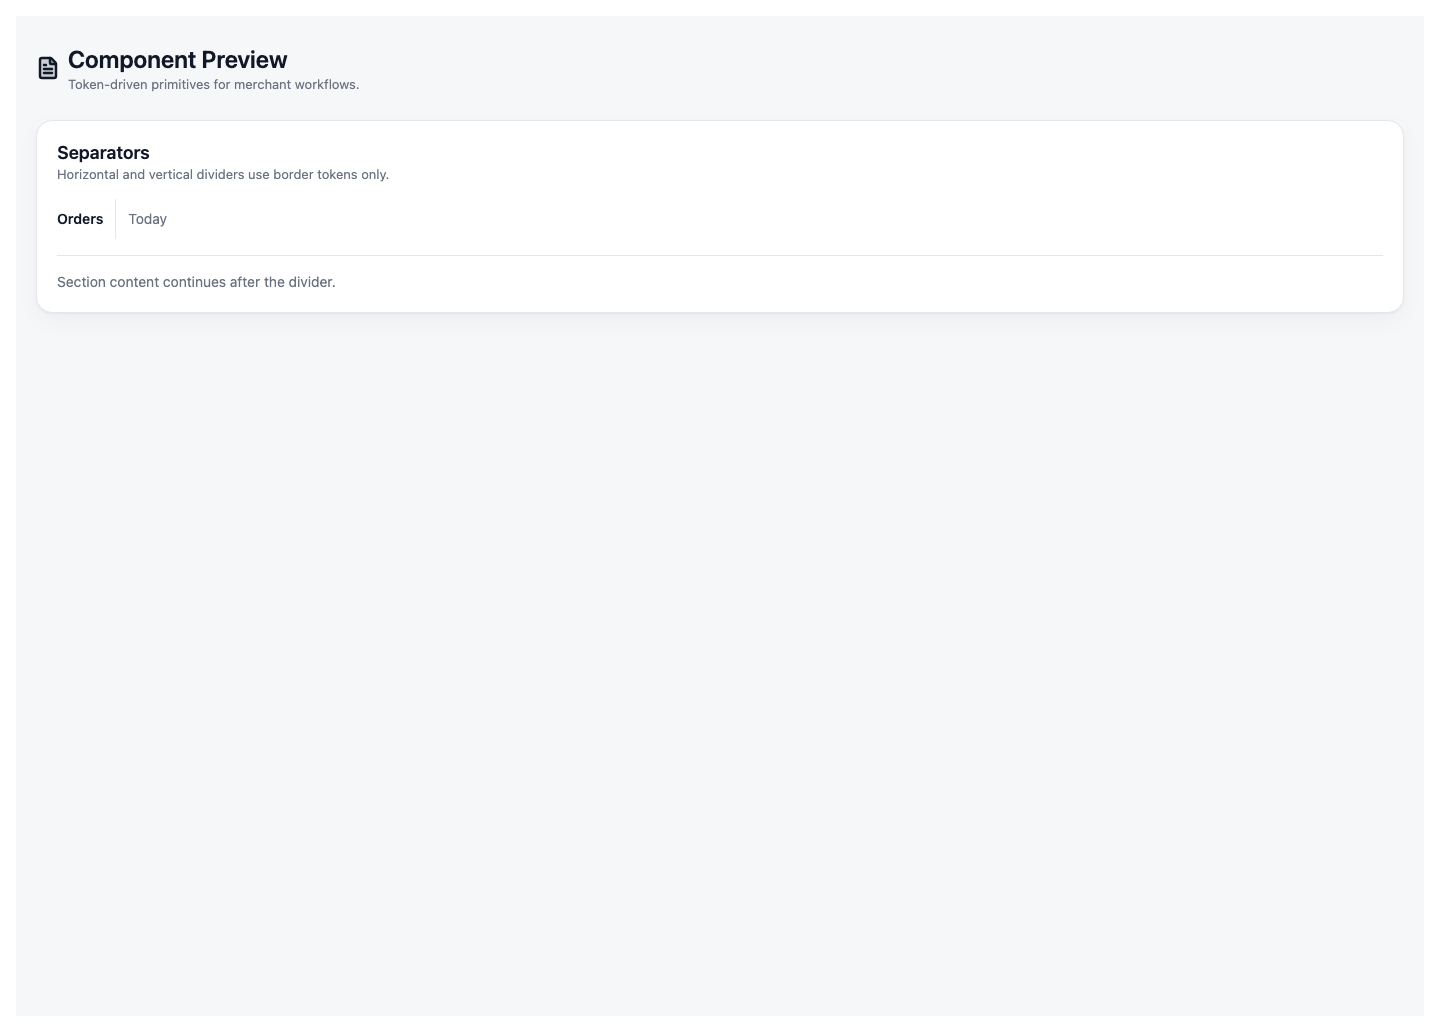 Component Preview
Token-driven primitives for merchant workflows.
Separators
Horizontal and vertical dividers use border tokens only.
Orders Today
Section content continues after the divider.